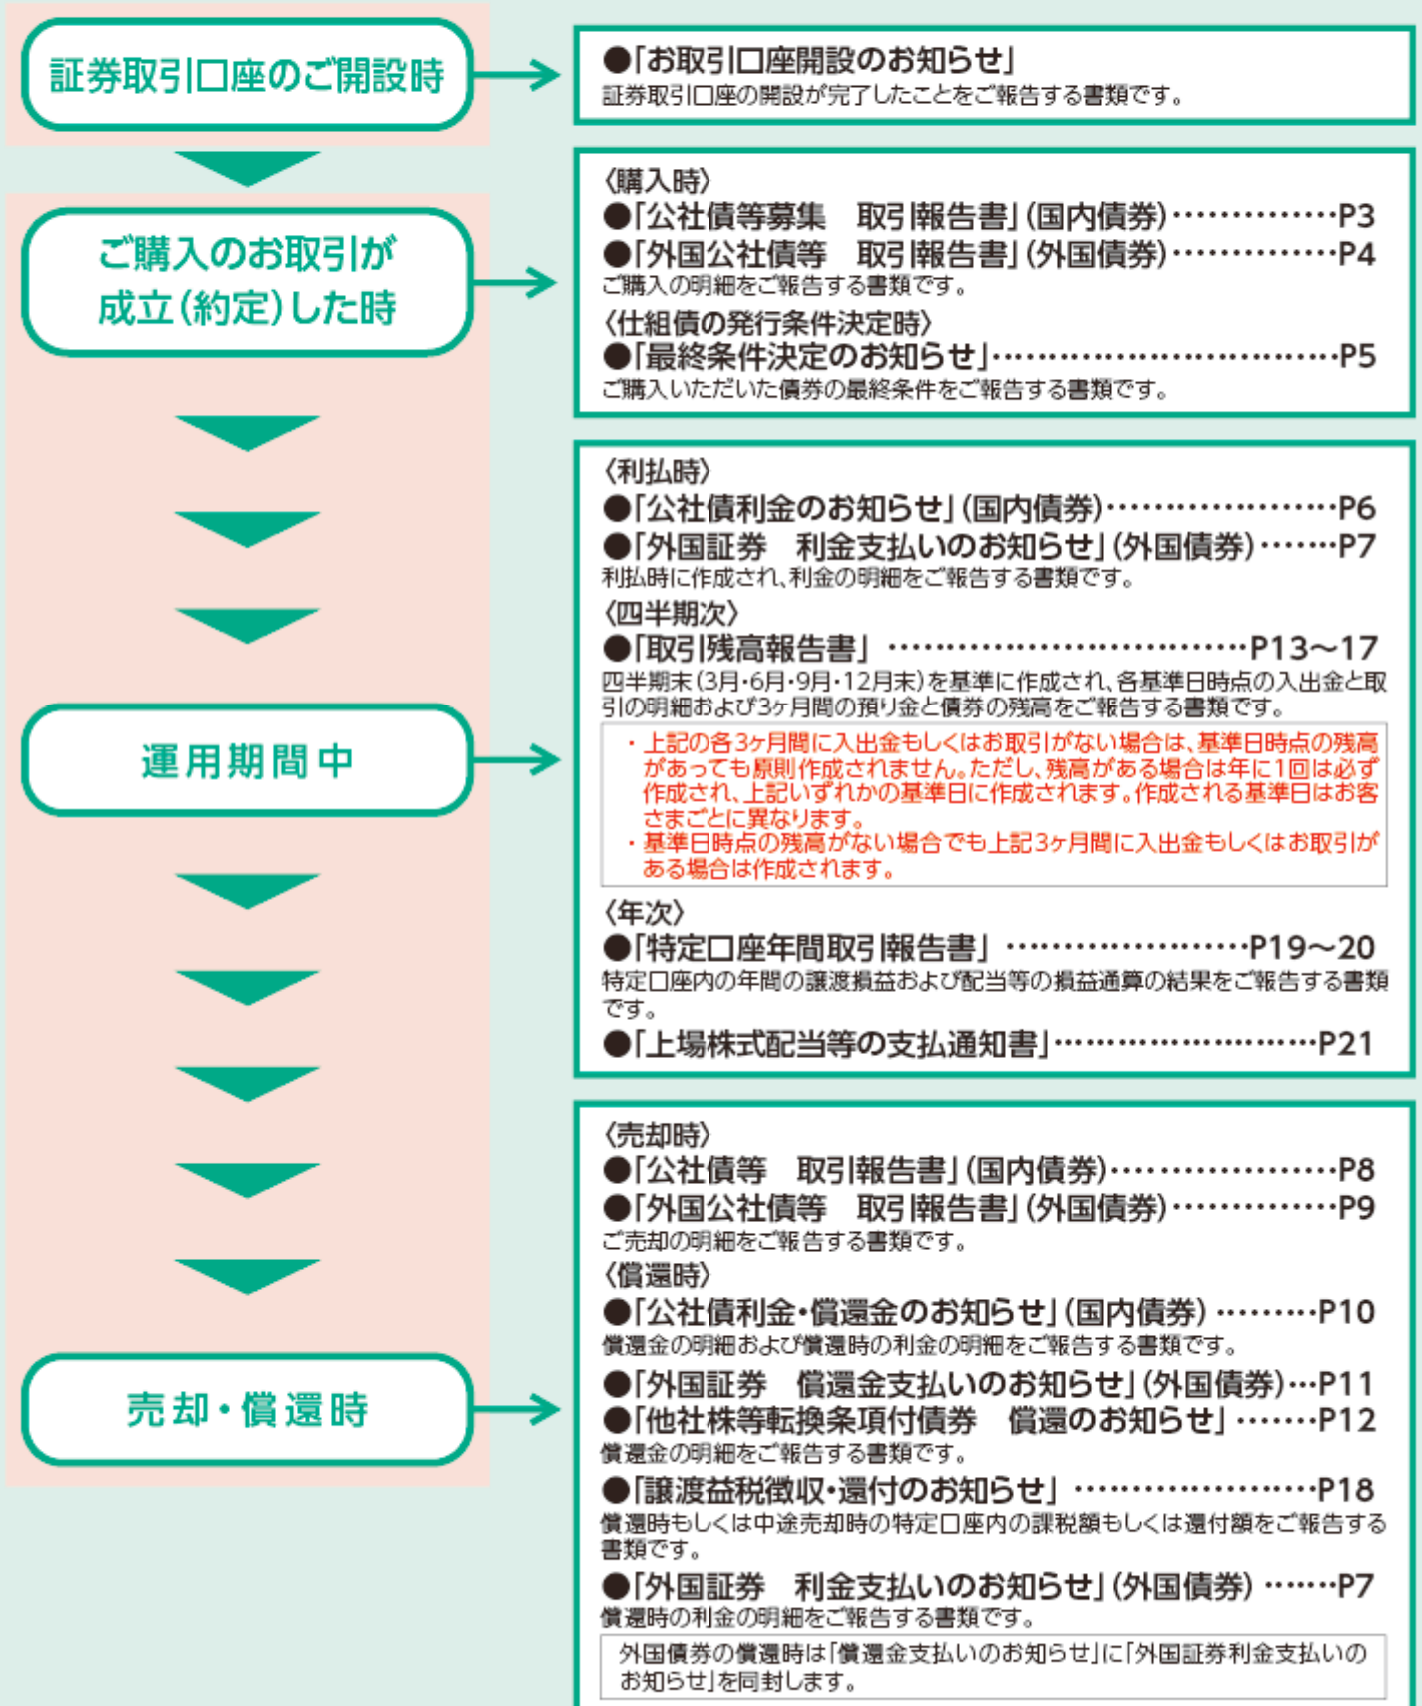 証券取引口座のご開設時
●「お取引口座開設のお知らせ」
証券取引口座の開設が完了したことをご報告する書類です。
ご購入のお取引が
成立(約定)した時
〈購入時〉
●「公社債等募集　取引報告書」(国内債券)……………P3
●「外国公社債等　取引報告書」(外国債券)……………P4
ご購入の明細をご報告する書類です。
〈仕組債の発行条件決定時〉
●「最終条件決定のお知らせ」…………………………P5
ご購入いただいた債券の最終条件をご報告する書類です。
運用期間中
〈利払時〉
●「公社債利金のお知らせ」(国内債券)…………………P6
●「外国証券　利金支払いのお知らせ」(外国債券)…….P7
利払時に作成され、利金の明細をご報告する書類です。
〈四半期次〉
●「取引残高報告書」 ……………………………P13～17
四半期末(3月・6月・9月・12月末)を基準に作成され、各基準日時点の入出金と取
引の明細および3ヶ月間の預り金と債券の残高をご報告する書類です。
・上記の各3ヶ月間に入出金もしくはお取引がない場合は、基準日時点の残高
があっても原則作成されません。ただし、残高がある場合は年に1回は必ず
作成され、上記いずれかの基準日に作成されます。作成される基準日はお客
さまごとに異なります。
・基準日時点の残高がない場合でも上記3ヶ月間に入出金もしくはお取引が
ある場合は作成されます。
〈年次〉
●「特定口座年間取引報告書」 …………………P19～20
特定口座内の年間の譲渡損益および配当等の損益通算の結果をご報告する書類
です。
●「上場株式配当等の支払通知書」……………………P21
売却・償還時
〈売却時〉
●「公社債等　取引報告書」(国内債券)…………………P8
●「外国公社債等　取引報告書」(外国債券)……………P9
ご売却の明細をご報告する書類です。
〈償還時〉
●「公社債利金・償還金のお知らせ」(国内債券) ………P10
償還金の明細および償還時の利金の明細をご報告する書類です。
●「外国証券　償還金支払いのお知らせ」(外国債券)…P11
●「他社株等転換条項付債券　償還のお知らせ」…….P12
償還金の明細をご報告する書類です。
●「譲渡益税徴収・還付のお知らせ」 …………………P18
償還時もしくは中途売却時の特定口座内の課税額もしくは還付額をご報告する
書類です。
●「外国証券　利金支払いのお知らせ」(外国債券) …….P7
償還時の利金の明細をご報告する書類です。
外国債券の償還時は「償還金支払いのお知らせ」に「外国証券利金支払いの
お知らせ」を同封します。